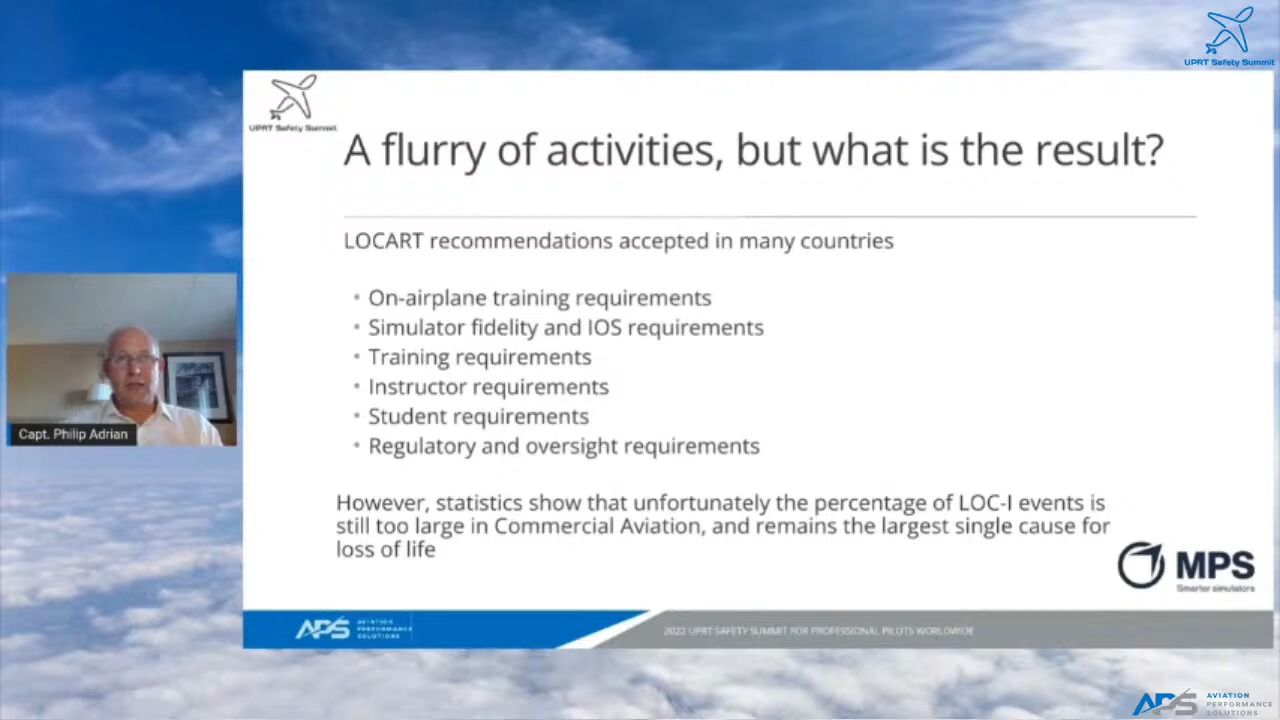 UPRT Safety Summit
UPRT Safety Summit
A flurry of activities, but what is the result?
LOCART recommendations accepted in many countries
• On-airplane training requirements
• Simulator fidelity and IOS requirements
• Training requirements
• Instructor requirements
• Student requirements
• Regulatory and oversight requirements
Capt. Philip Adrian
However, statistics show that unfortunately the percentage of LOC-I events is
still too large in Commercial Aviation, and remains the largest single cause for
loss of life
MPS
Smarter simulators
APS AVIATION
PERFORMANCE
SOLUTIONS
2022 UPRT SAFETY SUMMIT FOR PROFESSIONAL PILOTS WORLDWIDE
APS AVIATION
PERFORMANCE
SOLUTIONS